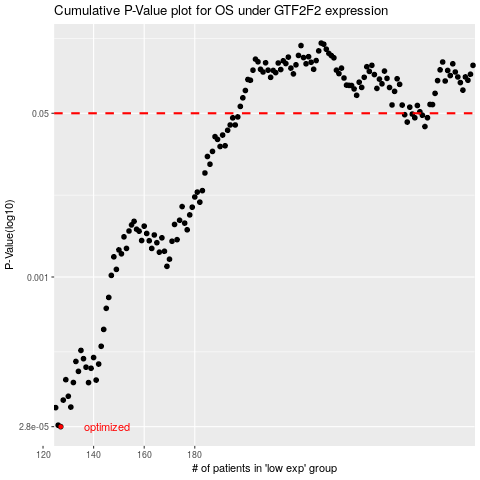 Cumulative P-Value plot for OS under GTF2F2 expression
P-Value(log10)
0.05
0.001
2.8e-05
optimized
120 140 160 180
# of patients in 'low exp' group